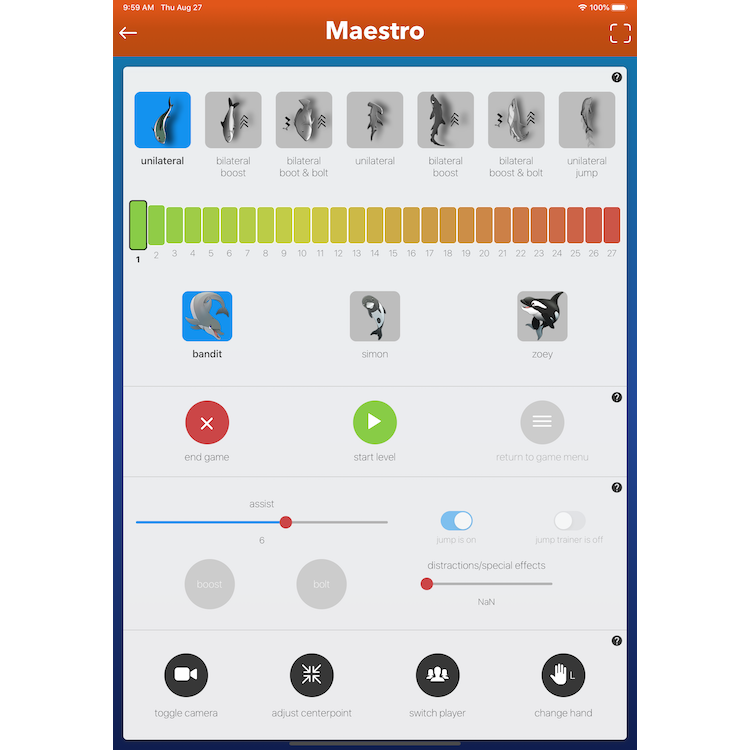 9:59 AM Thu Aug 27 100%
Maestro
?
unilateral bilateral bilateral unilateral bilateral bilateral unilateral
boost boot & bolt boost boost & bolt jump
1 2 3 4 5 6 7 8 9 10 11 12 13 14 15 16 17 18 19 20 21 22 23 24 25 26 27
bandit simon zoey
?
end game start level return to game menu
?
assist
6
jump is on jump trainer is off
distractions/special effects
boost bolt
NaN
?
L
toggle camera adjust centerpoint switch player change hand